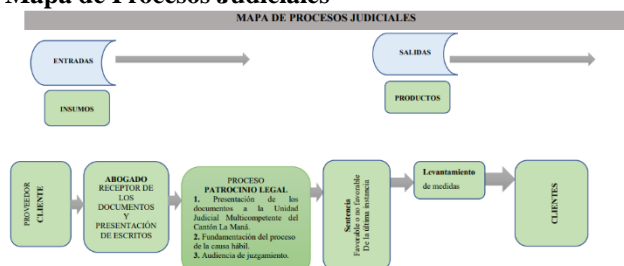 Mapa de Procesos Judiciales
MAPA DE PROCESOS JUDICIALES
ENTRADAS
SALIDAS
INSUMOS
PRODUCTOS
PROVEEDOR
CLIENTE
ABOGADO
RECEPTOR DE
LOS
DOCUMENTOS
Y
PRESENTACIÓN
DE ESCRITOS
PROCESO
PATROCINIO LEGAL
1. Presentación de los
documentos a la Unidad
Judicial Multicompetente del
Cantón La Maná.
2. Fundamentación del proceso
de la causa hábil.
3. Audiencia de juzgamiento.
Sentencia
Favorable o no favorable
De la última instancia
Levantamiento
de medidas
CLIENTES